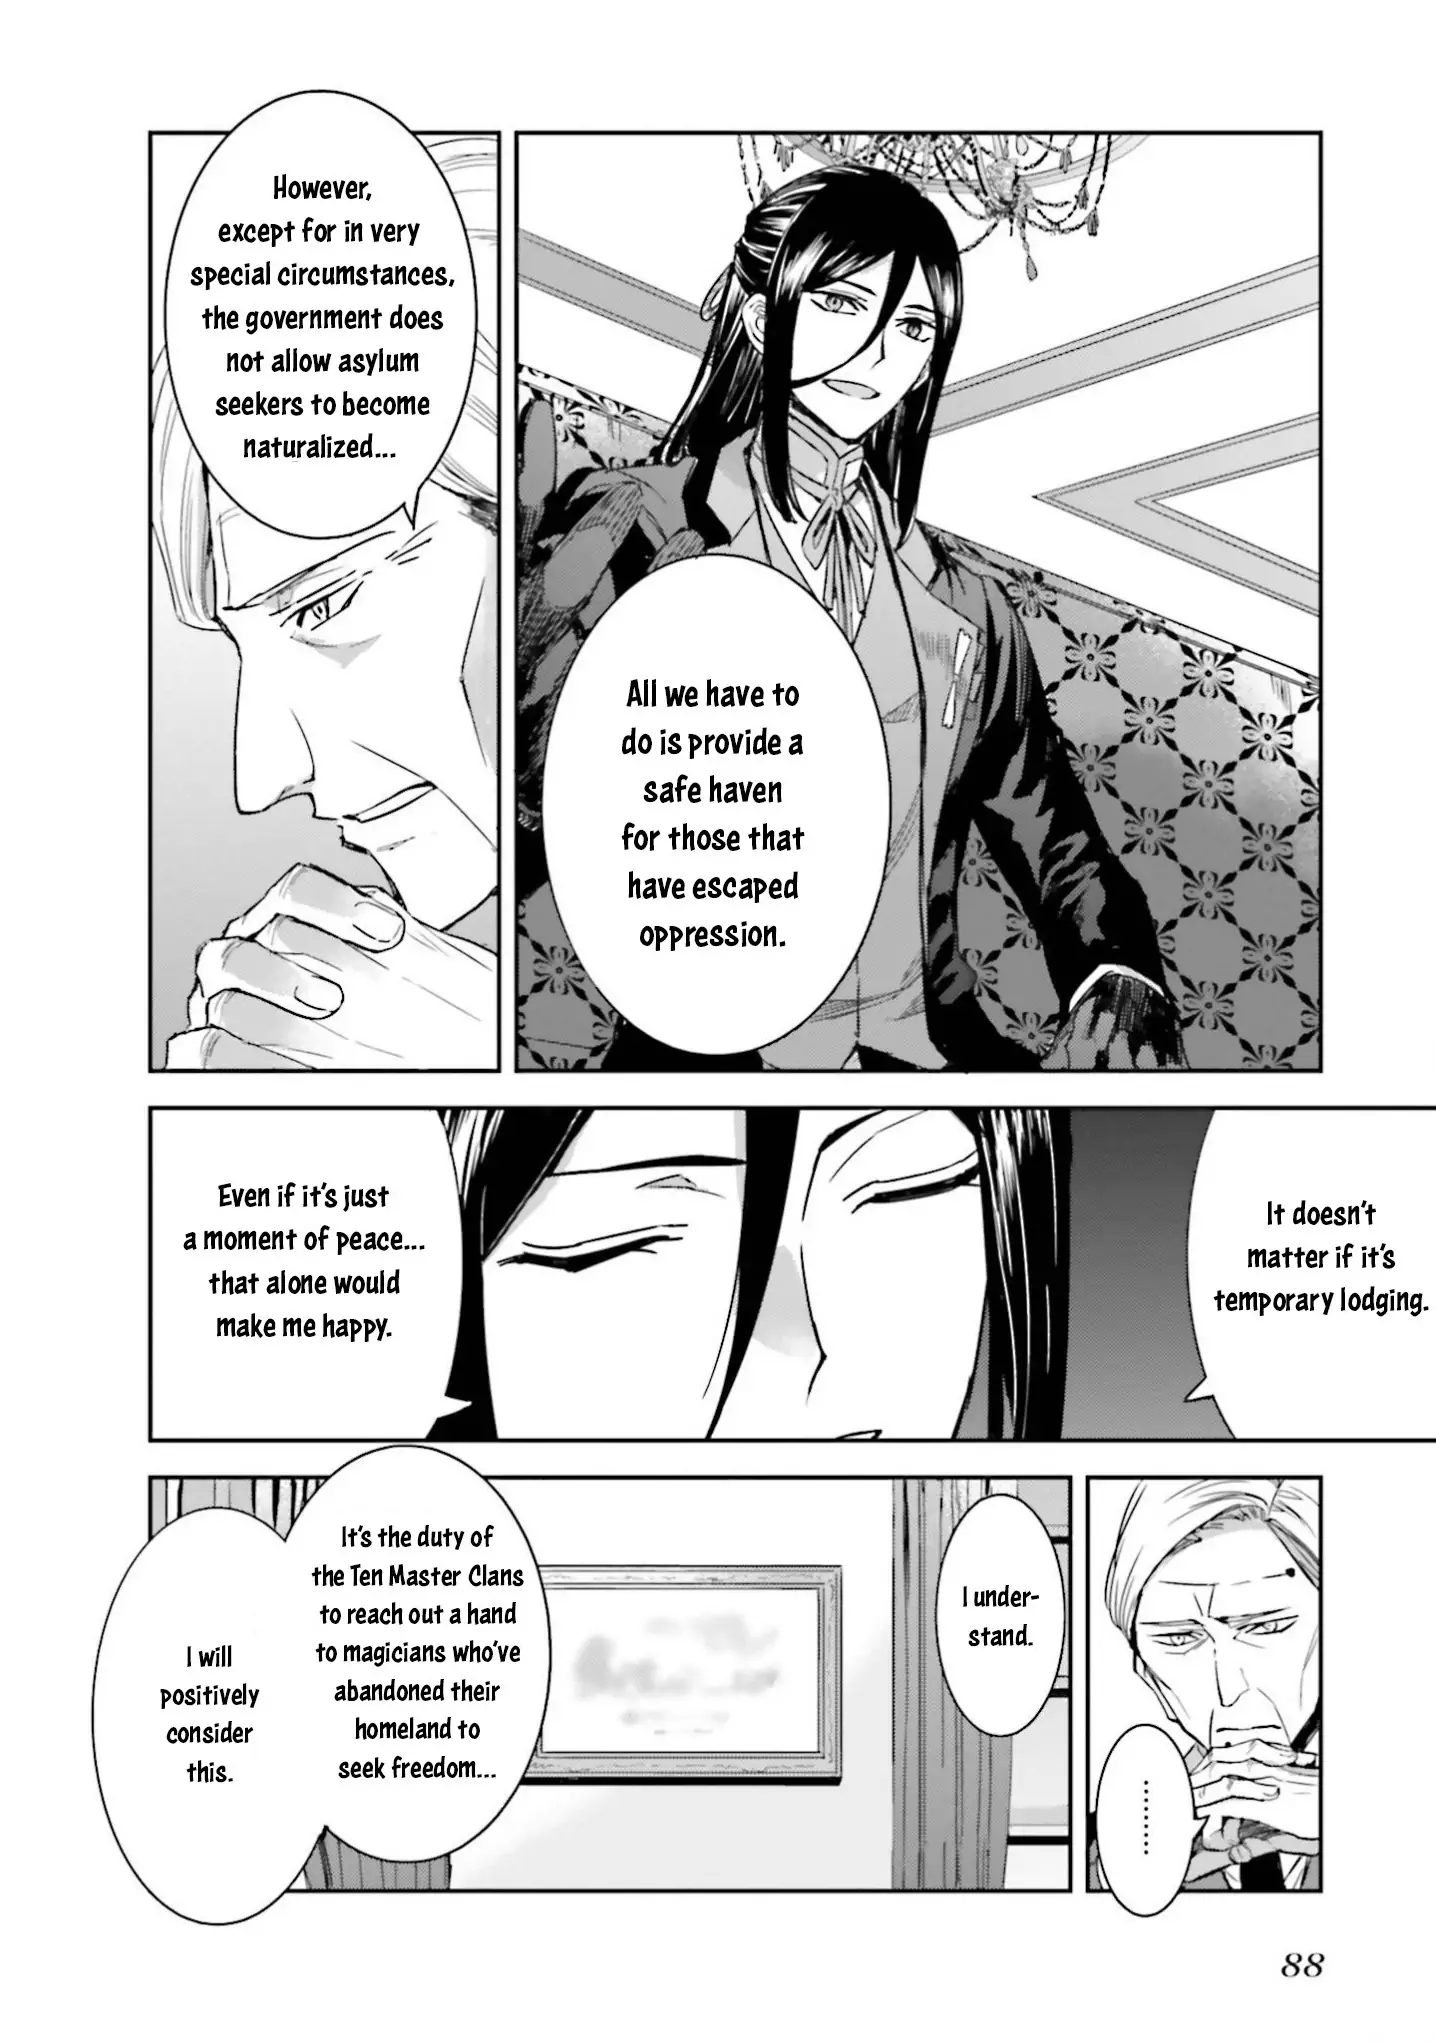 All we have to
do is provide a
safe haven
for those that
have escaped
oppression.
However,
except for in very
special circumstances,
the government does
not allow asylum
seekers to become
naturalized...
It doesn't
matter if it's
temporary lodging.
Even if it's just
a moment of peace...
that alone would
make me happy.
.........
I under-
stand.
It's the duty of
the Ten Master Clans
to reach out a hand
to magicians who've
abandoned their
homeland to
seek freedom...
I will
positively
consider
this.
88